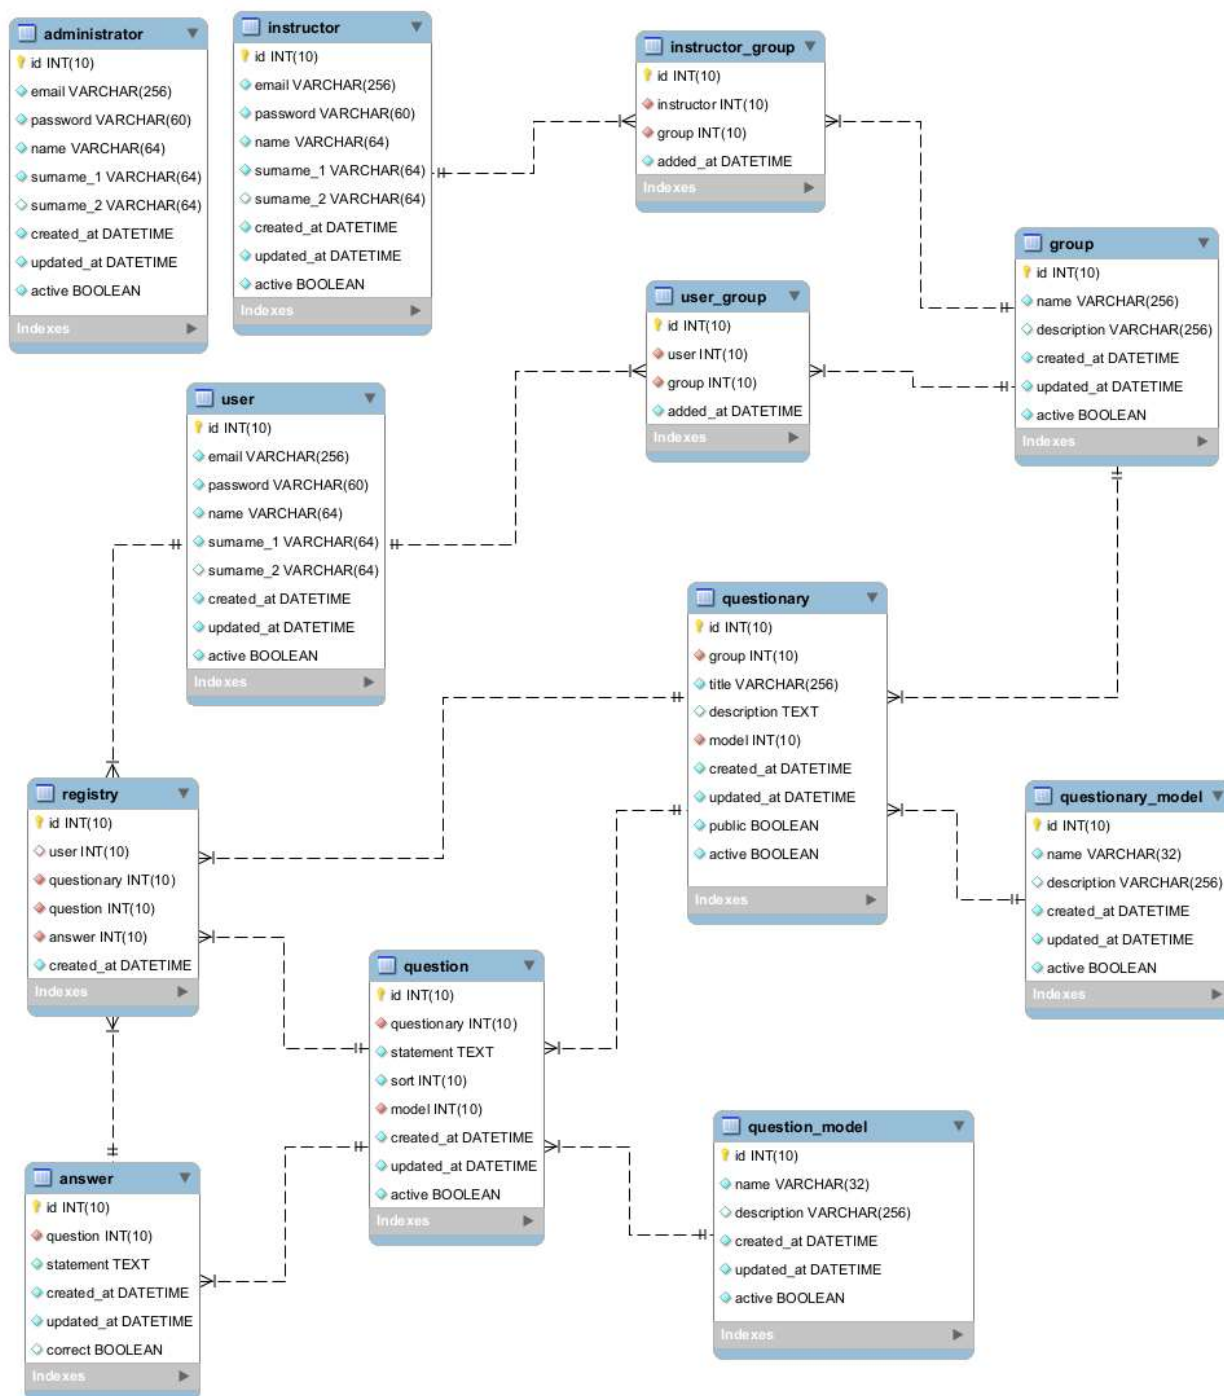 administrator
id INT(10)
email VARCHAR(256)
password VARCHAR(60)
name VARCHAR(64)
surname_1 VARCHAR(64)
surname_2 VARCHAR(64)
created_at DATETIME
updated_at DATETIME
active BOOLEAN
Indexes
instructor
id INT(10)
email VARCHAR(256)
password VARCHAR(60)
name VARCHAR(64)
surname_1 VARCHAR(64)
surname_2 VARCHAR(64)
created_at DATETIME
updated_at DATETIME
active BOOLEAN
Indexes
instructor_group
id INT(10)
instructor INT(10)
group INT(10)
added_at DATETIME
Indexes
group
id INT(10)
name VARCHAR(256)
description VARCHAR(256)
created_at DATETIME
updated_at DATETIME
active BOOLEAN
Indexes
user_group
id INT(10)
user INT(10)
group INT(10)
added_at DATETIME
Indexes
user
id INT(10)
email VARCHAR(256)
password VARCHAR(60)
name VARCHAR(64)
surname_1 VARCHAR(64)
surname_2 VARCHAR(64)
created_at DATETIME
updated_at DATETIME
active BOOLEAN
Indexes
questionary
id INT(10)
group INT(10)
title VARCHAR(256)
description TEXT
model INT(10)
created_at DATETIME
updated_at DATETIME
public BOOLEAN
active BOOLEAN
Indexes
registry
id INT(10)
user INT(10)
questionary INT(10)
question INT(10)
answer INT(10)
created_at DATETIME
Indexes
questionary_model
id INT(10)
name VARCHAR(32)
description VARCHAR(256)
created_at DATETIME
updated_at DATETIME
active BOOLEAN
Indexes
question
id INT(10)
questionary INT(10)
statement TEXT
sort INT(10)
model INT(10)
created_at DATETIME
updated_at DATETIME
active BOOLEAN
Indexes
question_model
id INT(10)
name VARCHAR(32)
description VARCHAR(256)
created_at DATETIME
updated_at DATETIME
active BOOLEAN
Indexes
answer
id INT(10)
question INT(10)
statement TEXT
created_at DATETIME
updated_at DATETIME
correct BOOLEAN
Indexes